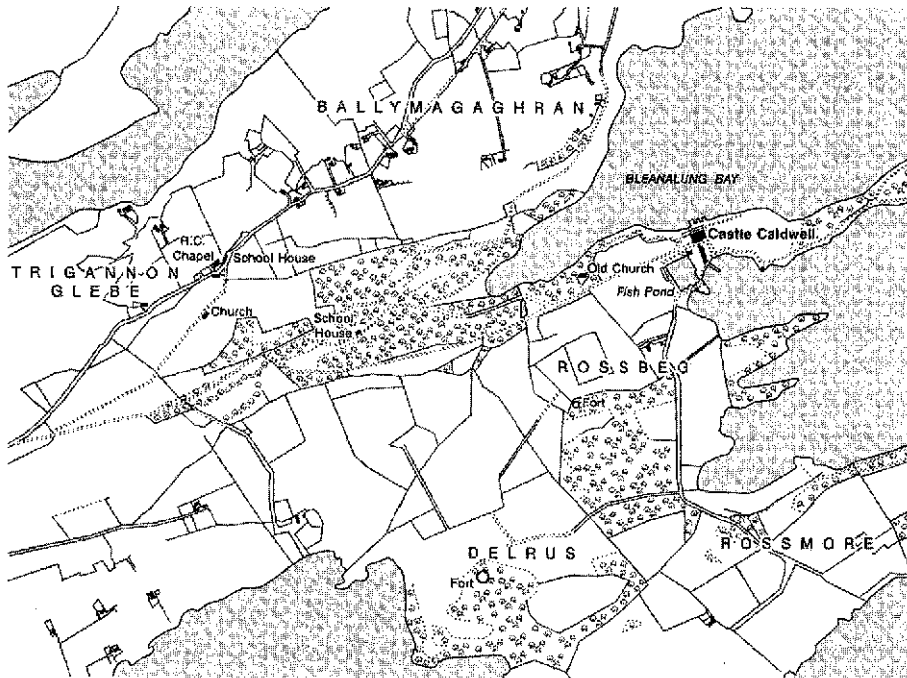 BALLYMAGAGHRAN
BLEANALUNG BAY
Castle Caldwell
R.C.
Chapel
School House
Old Church
TRIGANNON
GLEBE
Fish Pond
Church
School
House
ROSSBEG
Fort
DELRUS
ROSSMORE
Fort